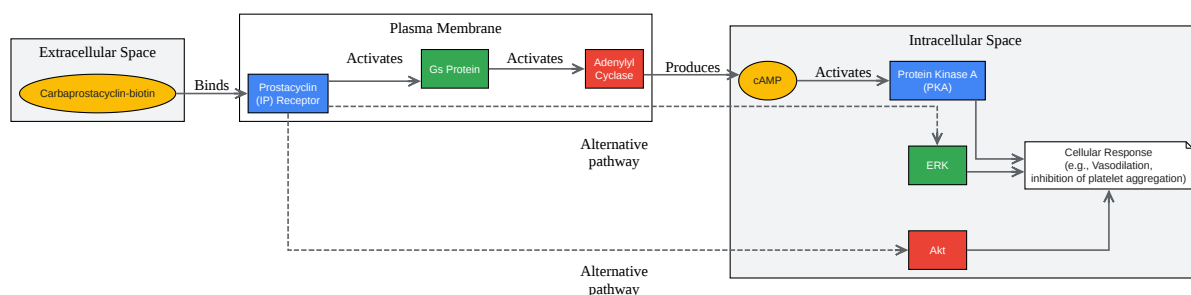 Extracellular Space
Carbaprostacyclin-biotin
Binds
Plasma Membrane
Prostacyclin
(IP) Receptor
Activates
Gs Protein
Activates
Adenylyl
Cyclase
Produces
Intracellular Space
cAMP
Activates
Protein Kinase A
(PKA)
Alternative
pathway
ERK
Cellular Response
(e.g., Vasodilation,
inhibition of platelet aggregation)
Akt
Alternative
pathway